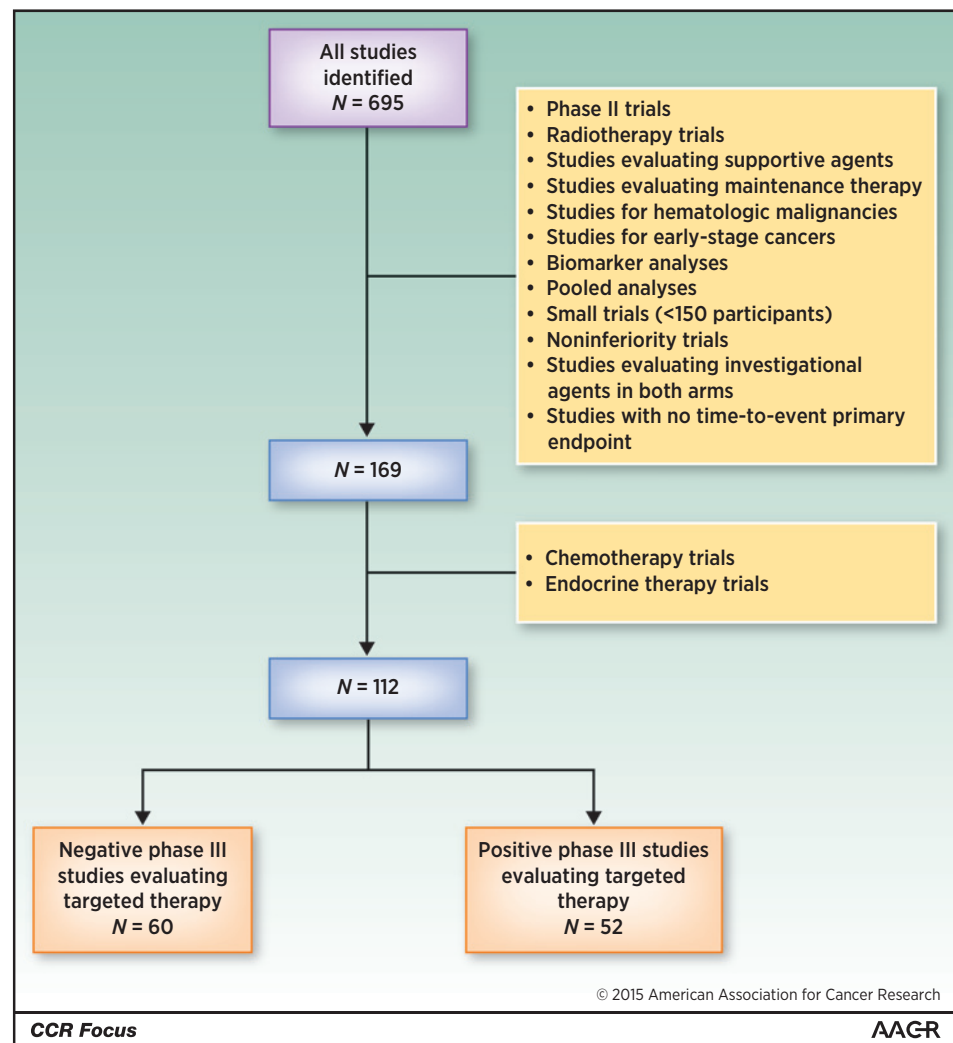 All studies
identified
N = 695
• Phase II trials
• Radiotherapy trials
• Studies evaluating supportive agents
• Studies evaluating maintenance therapy
• Studies for hematologic malignancies
• Studies for early-stage cancers
• Biomarker analyses
• Pooled analyses
• Small trials (<150 participants)
• Noninferiority trials
• Studies evaluating investigational
agents in both arms
• Studies with no time-to-event primary
endpoint
N = 169
• Chemotherapy trials
• Endocrine therapy trials
N = 112
Negative phase III
studies evaluating
targeted therapy
N = 60
Positive phase III studies
evaluating targeted
therapy
N = 52
© 2015 American Association for Cancer Research
CCR Focus
AACR